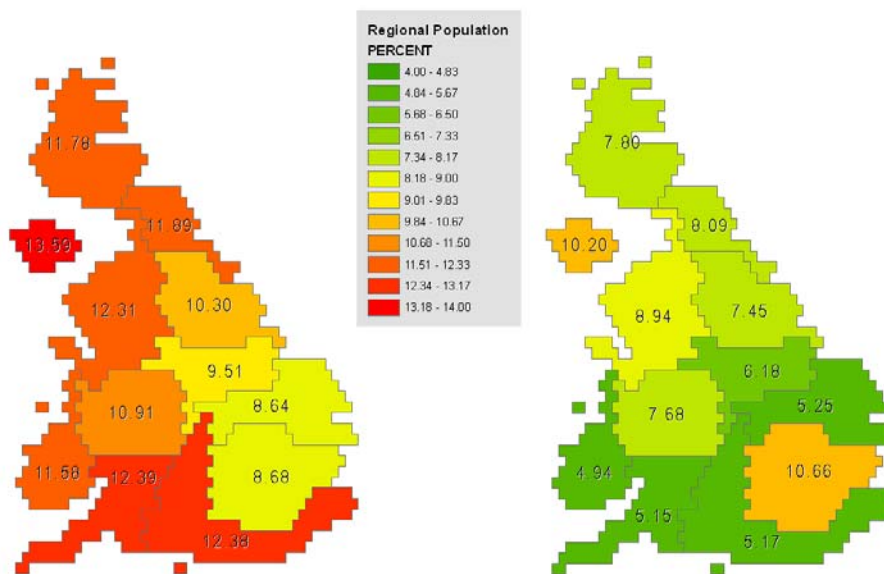 Regional Population
PERCENT
4.00 - 4.83
4.84 - 5.67
5.68 - 6.50
6.51 - 7.33
7.34 - 8.17
8.18 - 9.00
9.01 - 9.83
9.84 - 10.67
10.68 - 11.50
11.51 - 12.33
12.34 - 13.17
13.18 - 14.00
11.78
11.89
13.59
12.31
10.30
9.51
10.91
8.64
11.58
12.39
8.68
12.38
7.80
8.09
10.20
8.94
7.45
6.18
7.68
5.25
4.94
10.66
5.15
5.17